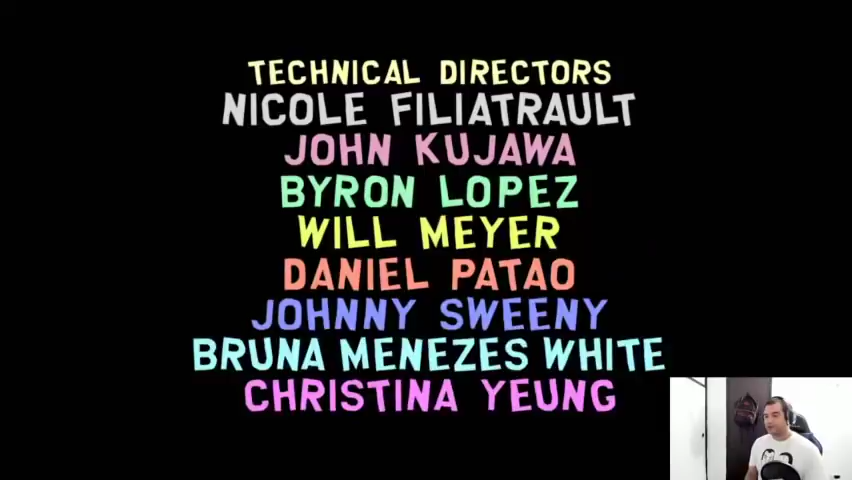 TECHNICAL DIRECTORS
NICOLE FILIATRAULT
JOHN KUJAWA
BYRON LOPEZ
WILL MEYER
DANIEL PATAO
JOHNNY SWEENY
BRUNA MENEZES WHITE
CHRISTINA YEUNG